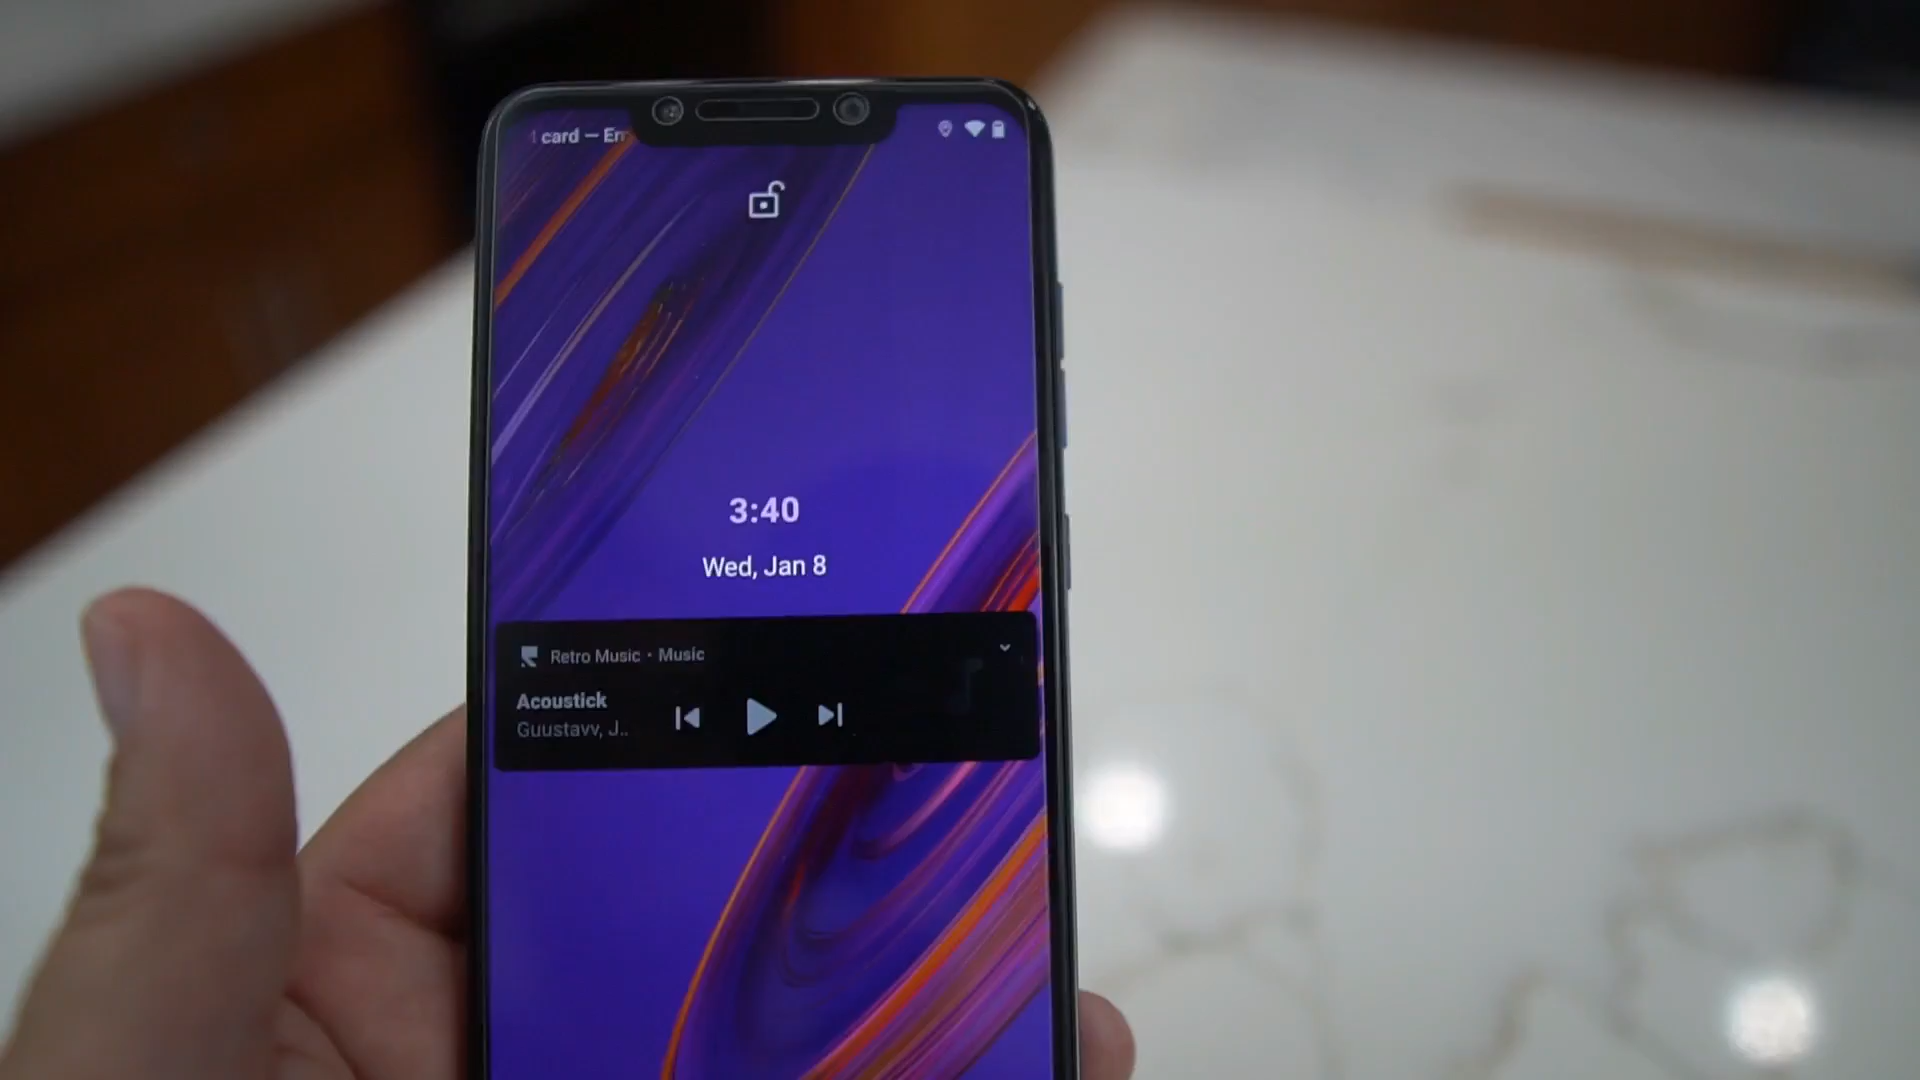 card — Em
3:40
Wed, Jan 8
Retro Music • Music
Acoustick
Guustavv, J..